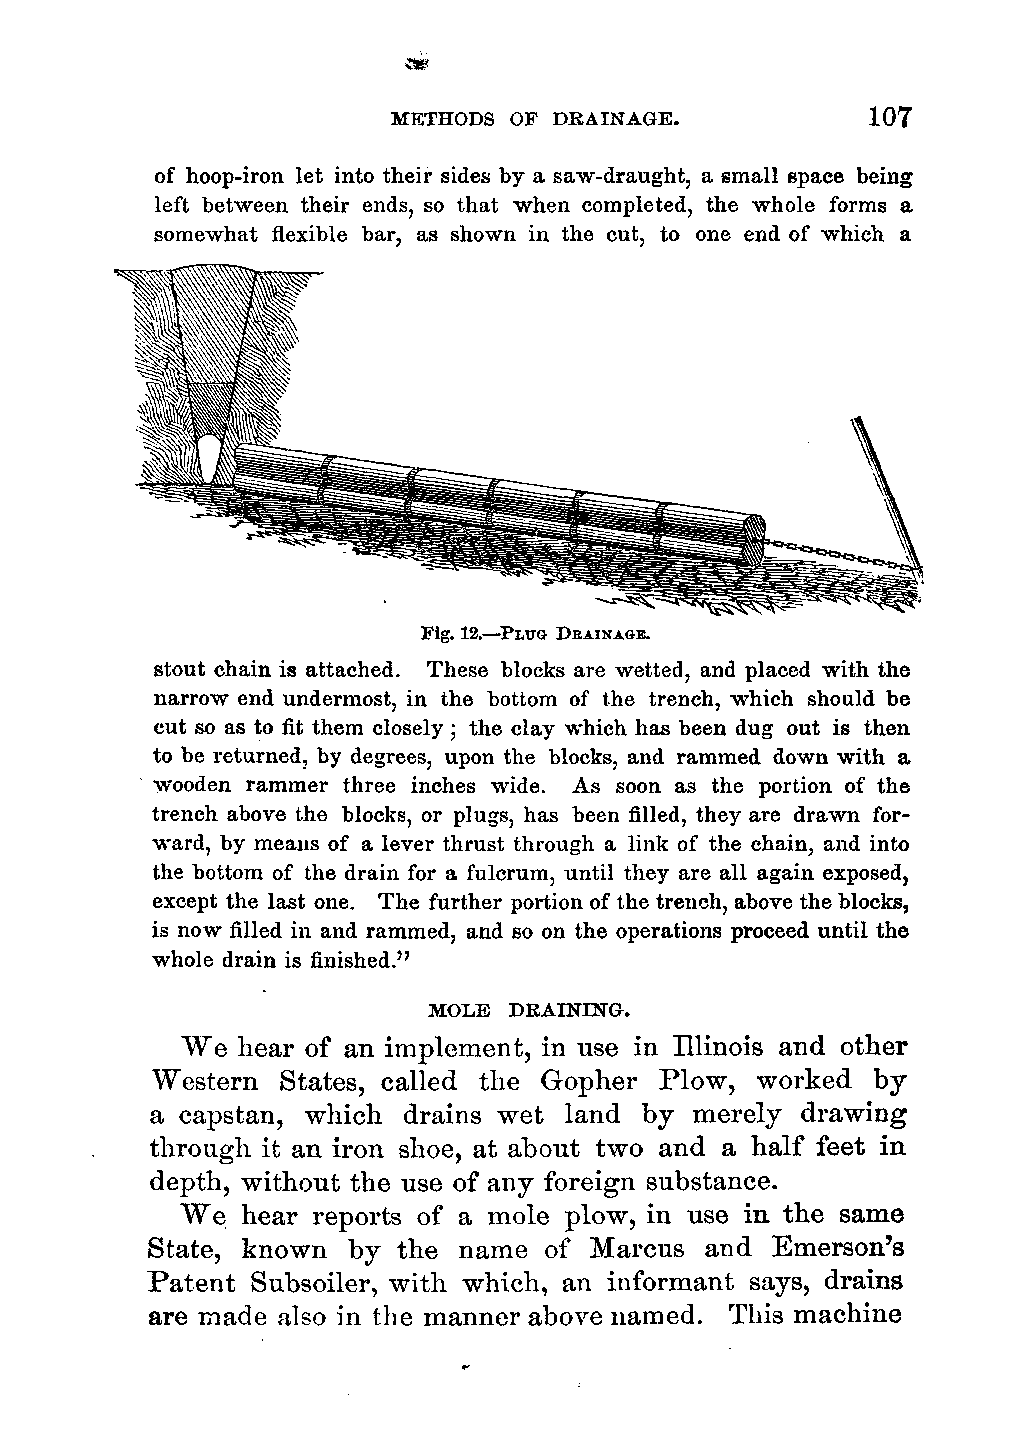 METHODS OF DRAINAGE. 107
of hoop-iron let into their sides by a saw-draught, a small space being
left between their ends, so that when completed, the whole forms a
somewhat flexible bar, as shown in the cut, to one end of which a
Fig. 12.—PLUG DRAINAGE.
stout chain is attached. These blocks are wetted, and placed with the
narrow end undermost, in the bottom of the trench, which should be
cut so as to fit them closely; the clay which has been dug out is then
to be returned, by degrees, upon the blocks, and rammed down with a
wooden rammer three inches wide. As soon as the portion of the
trench above the blocks, or plugs, has been filled, they are drawn for-
ward, by means of a lever thrust through a link of the chain, and into
the bottom of the drain for a fulcrum, until they are all again exposed,
except the last one. The further portion of the trench, above the blocks,
is now filled in and rammed, and so on the operations proceed until the
whole drain is finished.”
MOLE DRAINING.
We hear of an implement, in use in Illinois and other
Western States, called the Gopher Plow, worked by
a capstan, which drains wet land by merely drawing
through it an iron shoe, at about two and a half feet in
depth, without the use of any foreign substance.
We hear reports of a mole plow, in use in the same
State, known by the name of Marcus and Emerson’s
Patent Subsoiler, with which, an informant says, drains
are made also in the manner above named. This machine